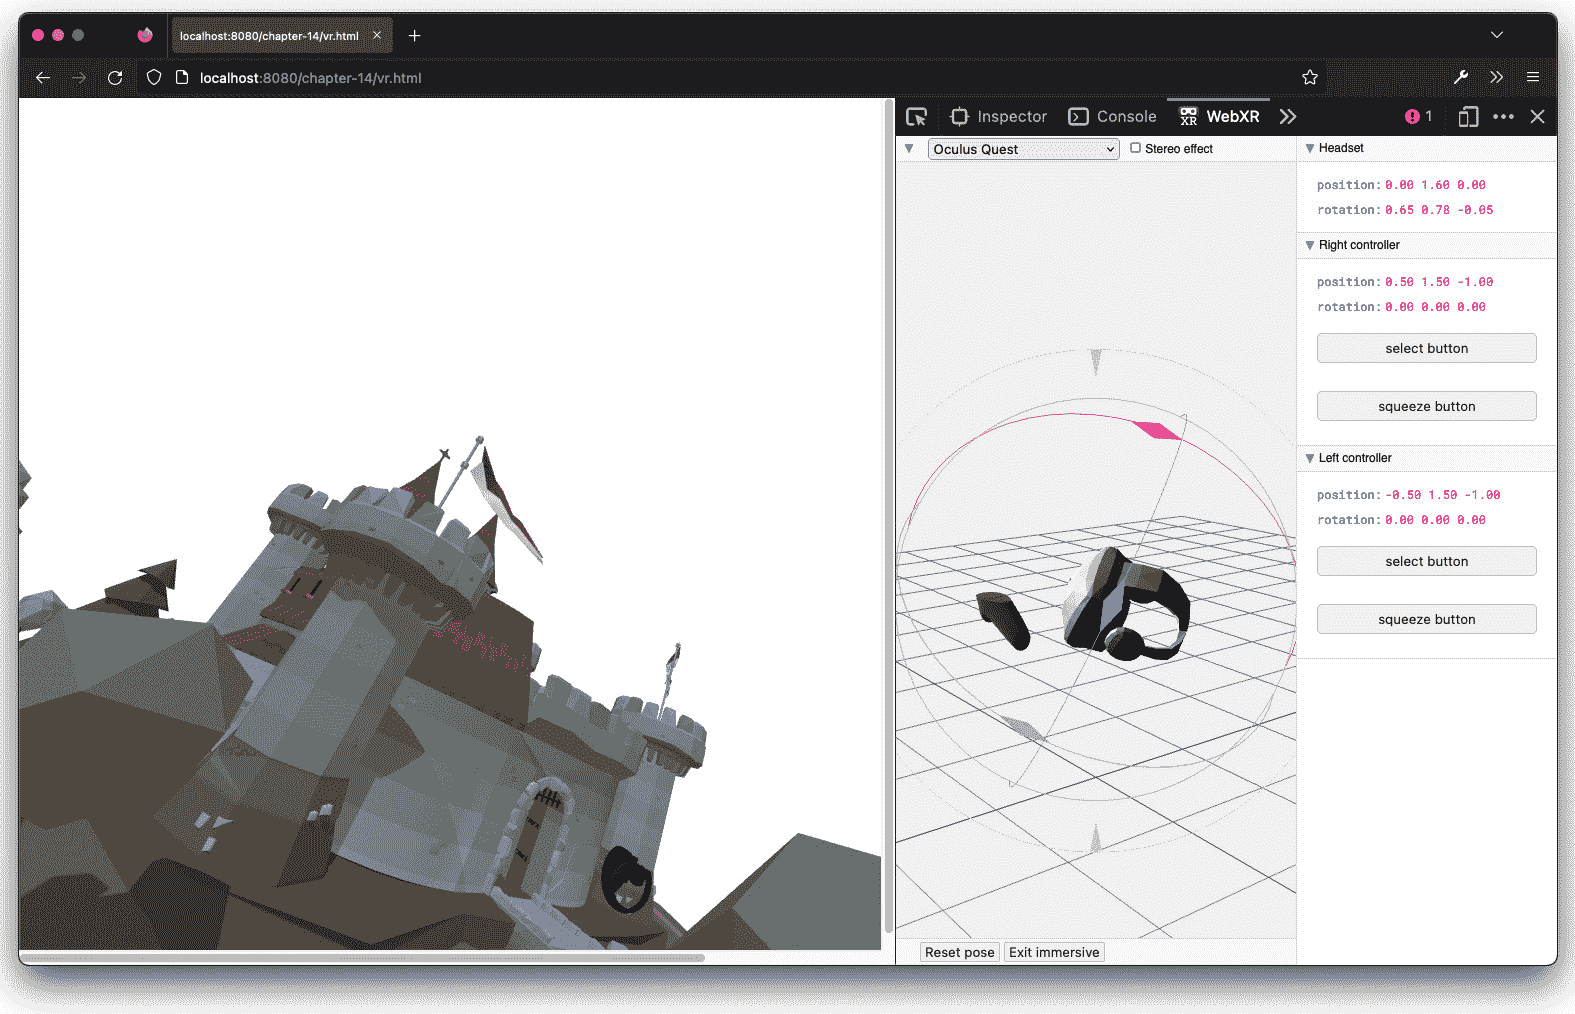 localhost:8080/chapter-14/vr.html
localhost:8080/chapter-14/vr.html
Inspector
Console
XR
WebXR
1
Oculus Quest
Stereo effect
Headset
position: 0.00 1.60 0.00
rotation: 0.65 0.78 -0.05
Right controller
position: 0.50 1.50 -1.00
rotation: 0.00 0.00 0.00
select button
squeeze button
Left controller
position: -0.50 1.50 -1.00
rotation: 0.00 0.00 0.00
select button
squeeze button
Reset pose
Exit immersive